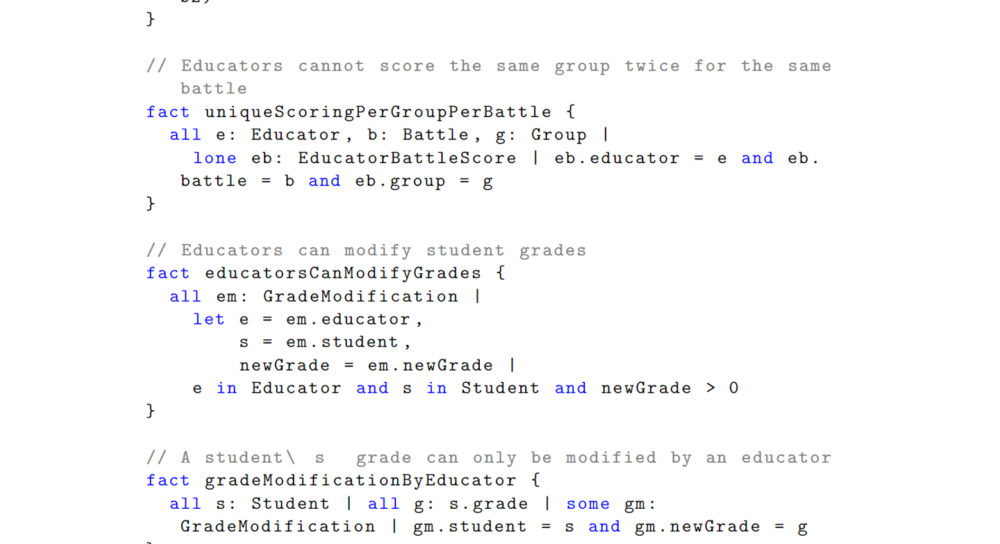 }
// Educators cannot score the same group twice for the same
battle
fact uniqueScoringPerGroupPerBattle {
all e: Educator, b: Battle, g: Group |
lone eb: EducatorBattleScore | eb.educator = e and eb.
battle = b and eb.group = g
}
// Educators can modify student grades
fact educatorsCanModifyGrades {
all em: GradeModification |
let e = em.educator,
s = em.student,
newGrade = em.newGrade |
e in Educator and s in Student and newGrade > 0
}
// A student\ s grade can only be modified by an educator
fact gradeModificationByEducator {
all s: Student | all g: s.grade | some gm:
GradeModification | gm.student = s and gm.newGrade = g